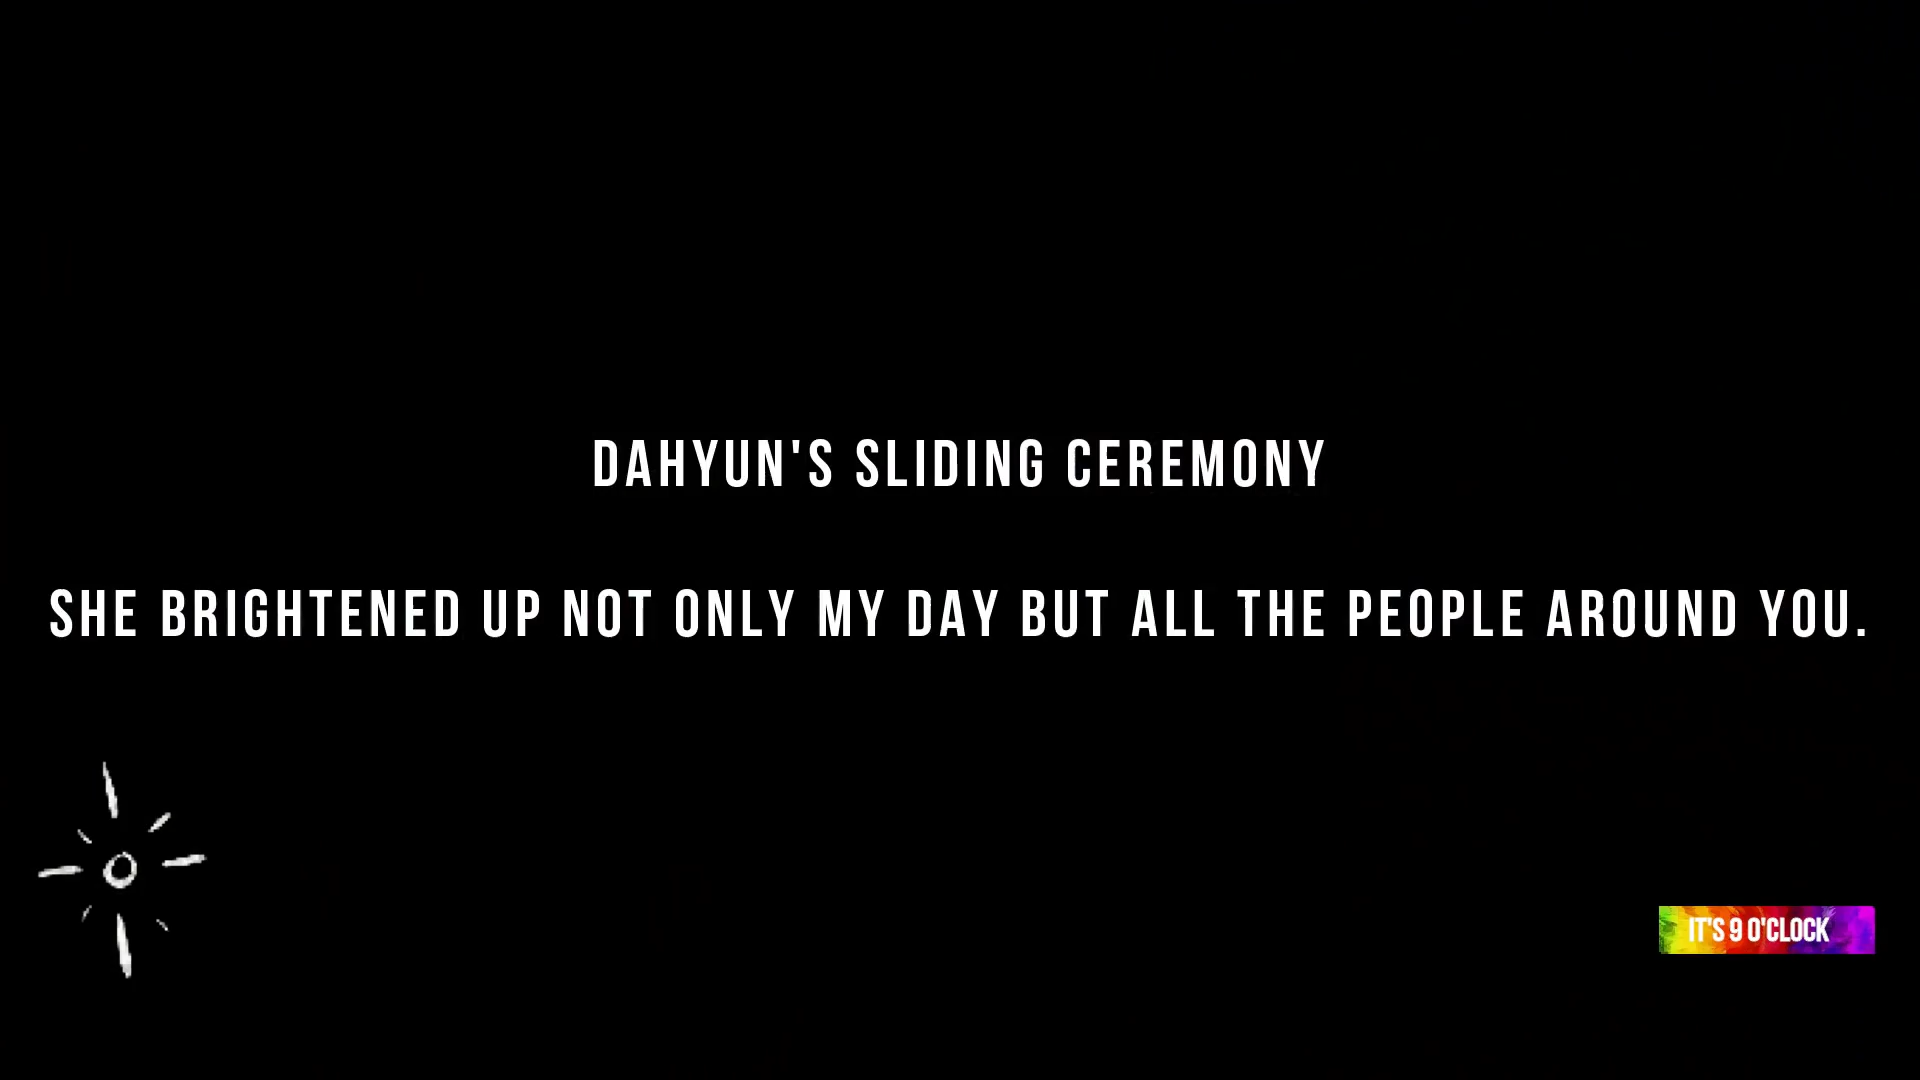 DAHYUN'S SLIDING CEREMONY
SHE BRIGHTENED UP NOT ONLY MY DAY BUT ALL THE PEOPLE AROUND YOU.
IT'S 9 O'CLOCK